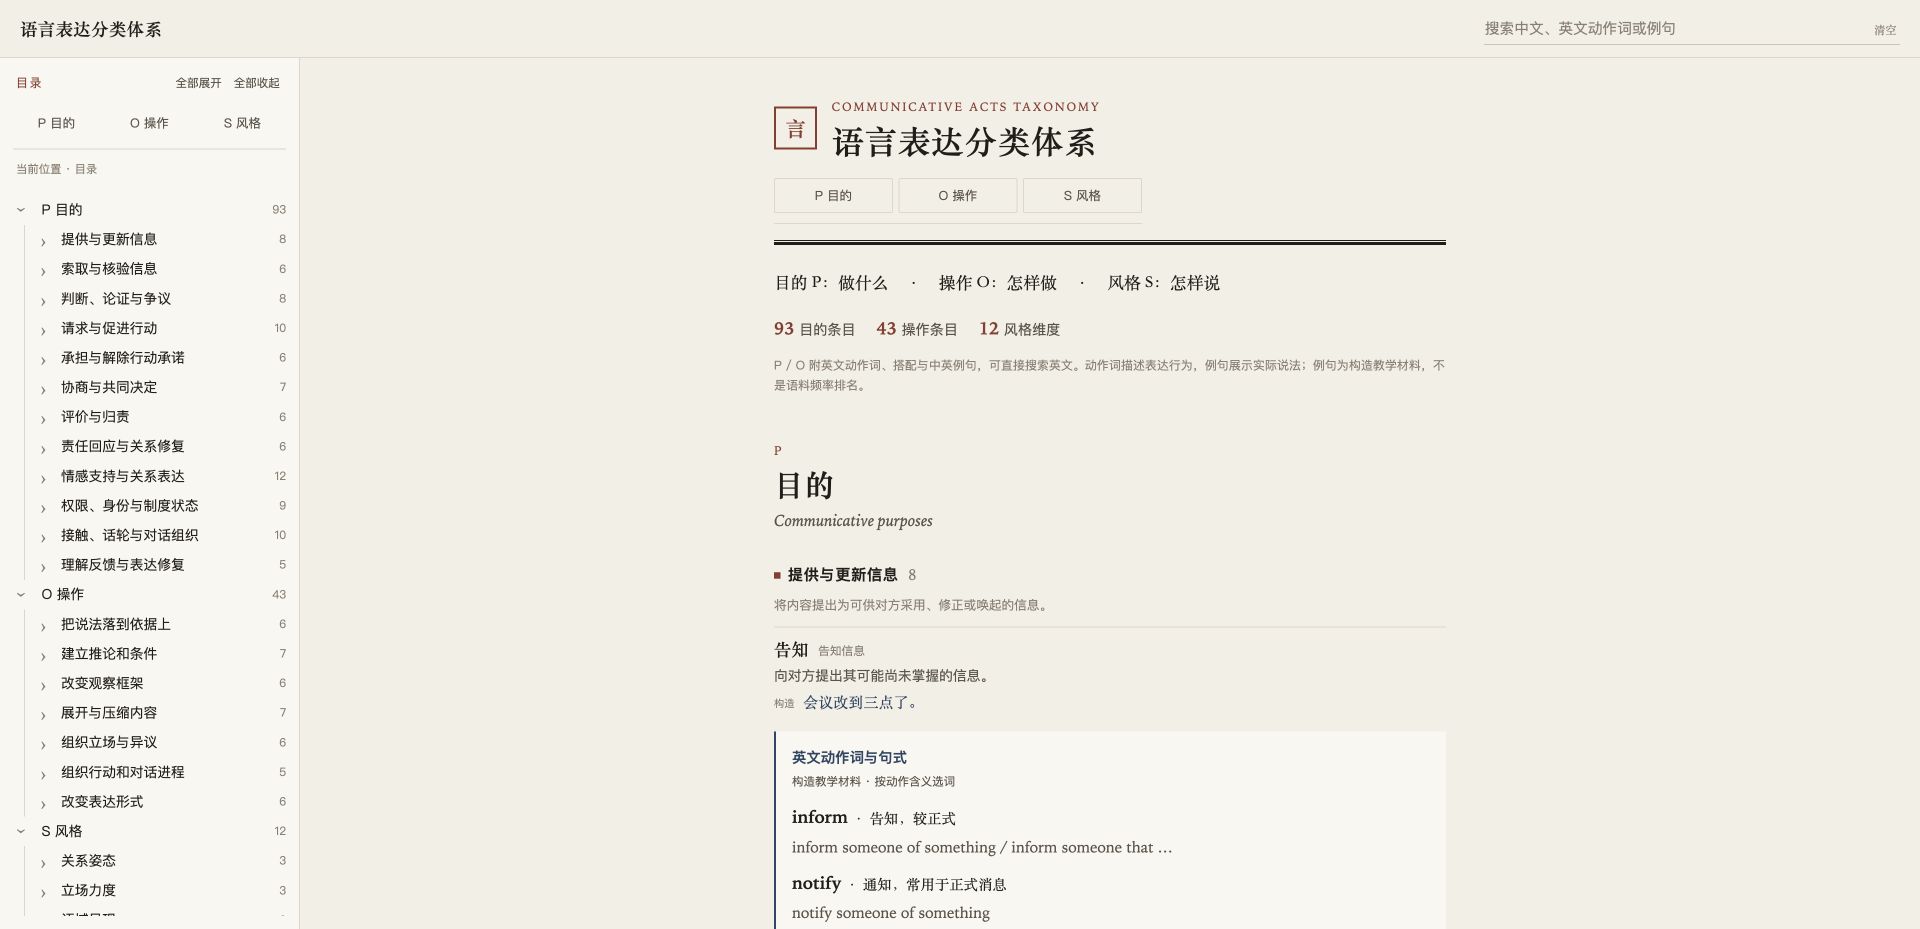 语言表达分类体系
搜索中文、英文动作词或例句 清空
目录 全部展开 全部收起
P 目的 O 操作 S 风格
当前位置 · 目录
P 目的 93
提供与更新信息 8
索取与核验信息 6
判断、论证与争议 8
请求与促进行动 10
承担与解除行动承诺 6
协商与共同决定 7
评价与归责 6
责任回应与关系修复 6
情感支持与关系表达 12
权限、身份与制度状态 9
接触、话轮与对话组织 10
理解反馈与表达修复 5
O 操作 43
把说法落到依据上 6
建立推论和条件 7
改变观察框架 6
展开与压缩内容 7
组织立场与异议 6
组织行动和对话进程 5
改变表达形式 6
S 风格 12
关系姿态 3
立场力度 3
言
COMMUNICATIVE ACTS TAXONOMY
语言表达分类体系
P 目的 O 操作 S 风格
目的 P：做什么 · 操作 O：怎样做 · 风格 S：怎样说
93 目的条目 43 操作条目 12 风格维度
P / O 附英文动作词、搭配与中英例句，可直接搜索英文。动作词描述表达行为，例句展示实际说法；例句为构造教学材料，不
是语料频率排名。
P
目的
Communicative purposes
提供与更新信息 8
将内容提出为可供对方采用、修正或唤起的信息。
告知 告知信息
向对方提出其可能尚未掌握的信息。
构造 会议改到三点了。
英文动作词与句式
构造教学材料 · 按动作含义选词
inform · 告知，较正式
inform someone of something / inform someone that …
notify · 通知，常用于正式消息
notify someone of something